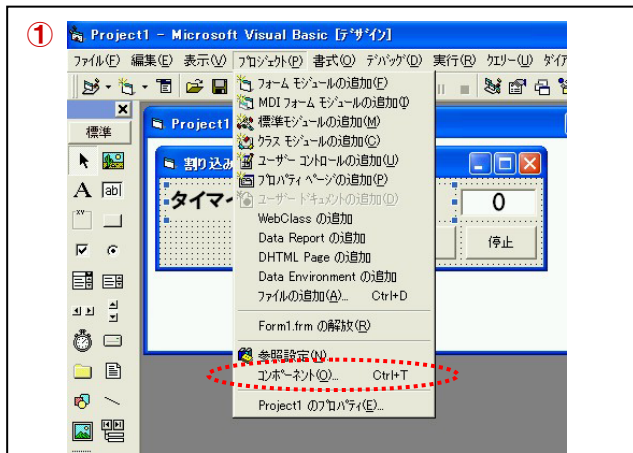 ①
Project1 - Microsoft Visual Basic [ﾃﾞｻﾞｲﾝ]
ﾌｧｲﾙ(F) 編集(E) 表示(V) ﾌﾟﾛｼﾞｪｸﾄ(P) 書式(O) ﾃﾞﾊﾞｯｸﾞ(D) 実行(R) ｸｴﾘｰ(U)
標準
Project1
割り込み
タイマ
0
停止
A
ab|
xy
ﾌｫｰﾑ ﾓｼﾞｭｰﾙの追加(F)
MDI ﾌｫｰﾑ ﾓｼﾞｭｰﾙの追加(I)
標準ﾓｼﾞｭｰﾙの追加(M)
ｸﾗｽ ﾓｼﾞｭｰﾙの追加(C)
ﾕｰｻﾞｰ ｺﾝﾄﾛｰﾙの追加(U)
ﾌﾟﾛﾊﾟﾃｨ ﾍﾟｰｼﾞの追加(P)
ﾕｰｻﾞｰ ﾄﾞｷｭﾒﾝﾄの追加(D)
WebClass の追加
Data Report の追加
DHTML Page の追加
Data Environment の追加
ﾌｧｲﾙの追加(A)... Ctrl+D
Form1.frm の解放(R)
参照設定(N)...
ｺﾝﾎﾟｰﾈﾝﾄ(O)... Ctrl+T
Project1 のﾌﾟﾛﾊﾟﾃｨ(E)...